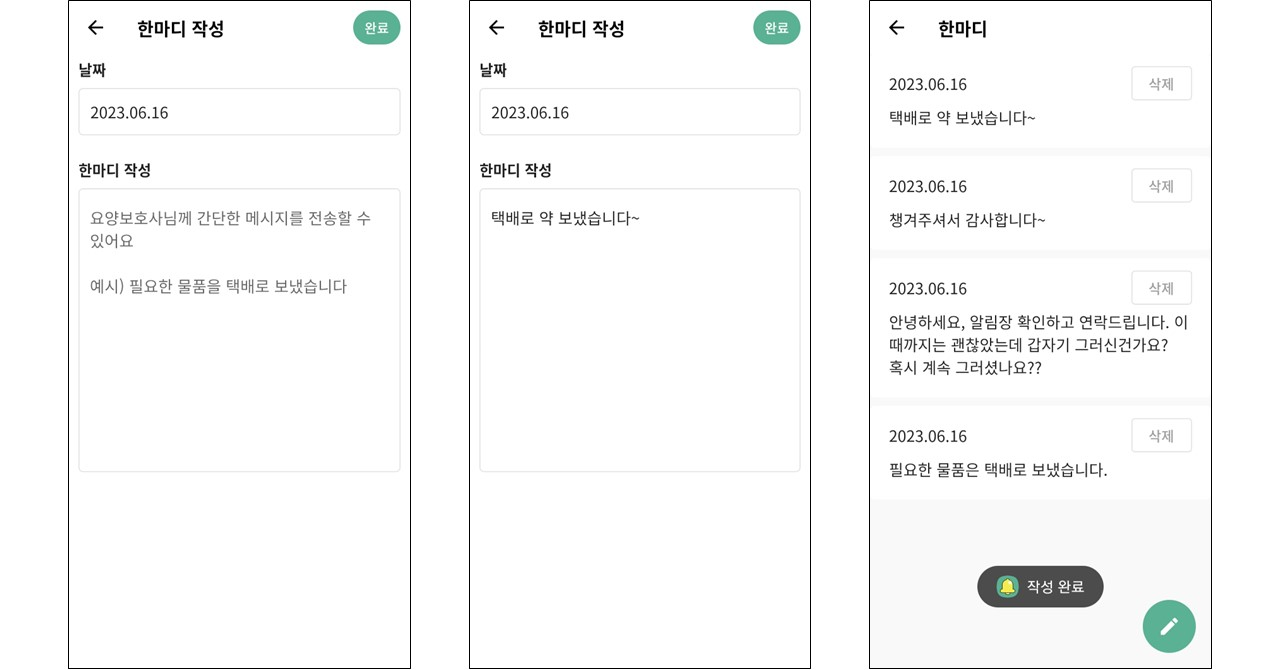 한마디 작성
완료
날짜
2023.06.16
한마디 작성
요양보호사님께 간단한 메시지를 전송할 수
있어요
예시) 필요한 물품을 택배로 보냈습니다
한마디 작성
완료
날짜
2023.06.16
한마디 작성
택배로 약 보냈습니다~
한마디
2023.06.16
삭제
택배로 약 보냈습니다~
2023.06.16
삭제
챙겨주셔서 감사합니다~
2023.06.16
삭제
안녕하세요, 알림장 확인하고 연락드립니다. 이
때까지는 괜찮았는데 갑자기 그러신건가요?
혹시 계속 그러셨나요??
2023.06.16
삭제
필요한 물품은 택배로 보냈습니다.
작성 완료